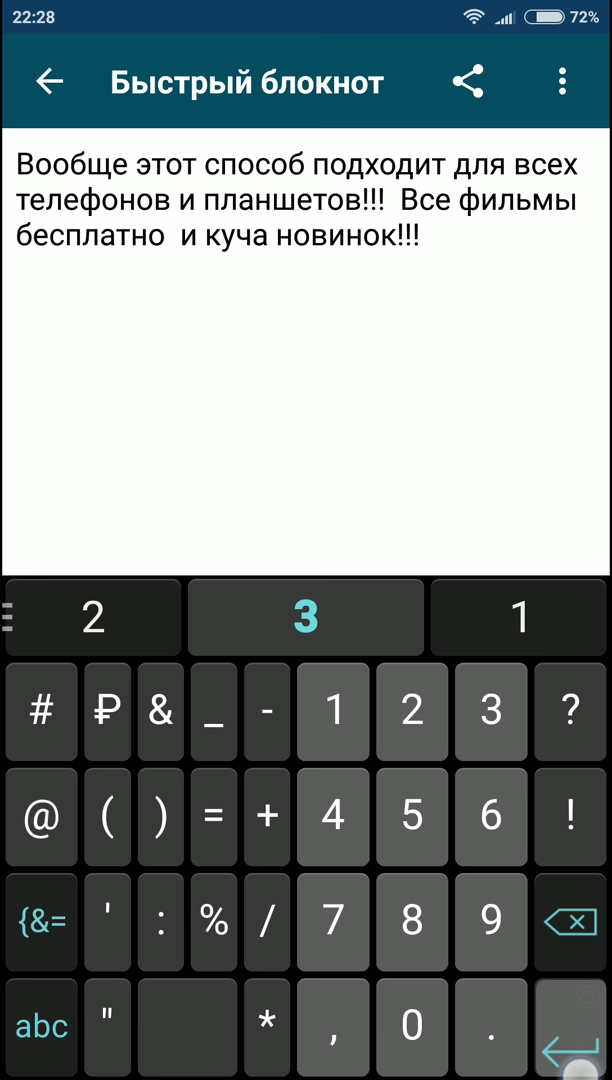 22:28 72%
Быстрый блокнот
Вообще этот способ подходит для всех
телефонов и планшетов!!!  Все фильмы
бесплатно  и куча новинок!!!
2 3 1
# ₽ & _ - 1 2 3 ?
@ ( ) = + 4 5 6 !
{&= ' : % / 7 8 9
abc " * , 0 .